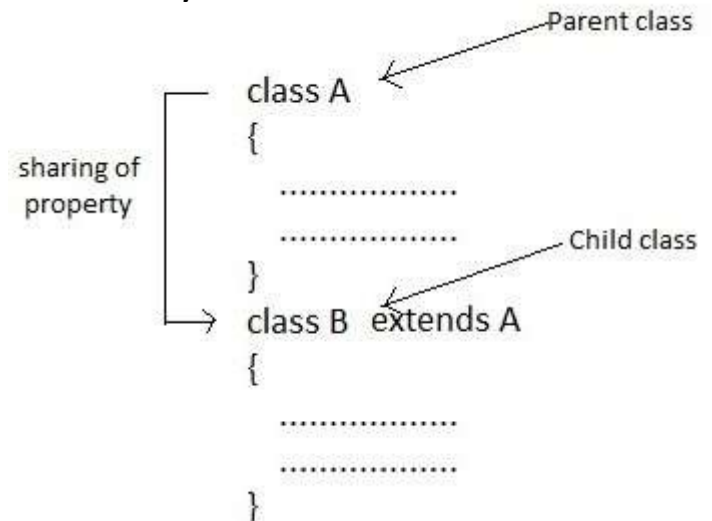 Parent class
class A
{
sharing of
property
..................
..................
Child class
}
class B extends A
{
..................
..................
}